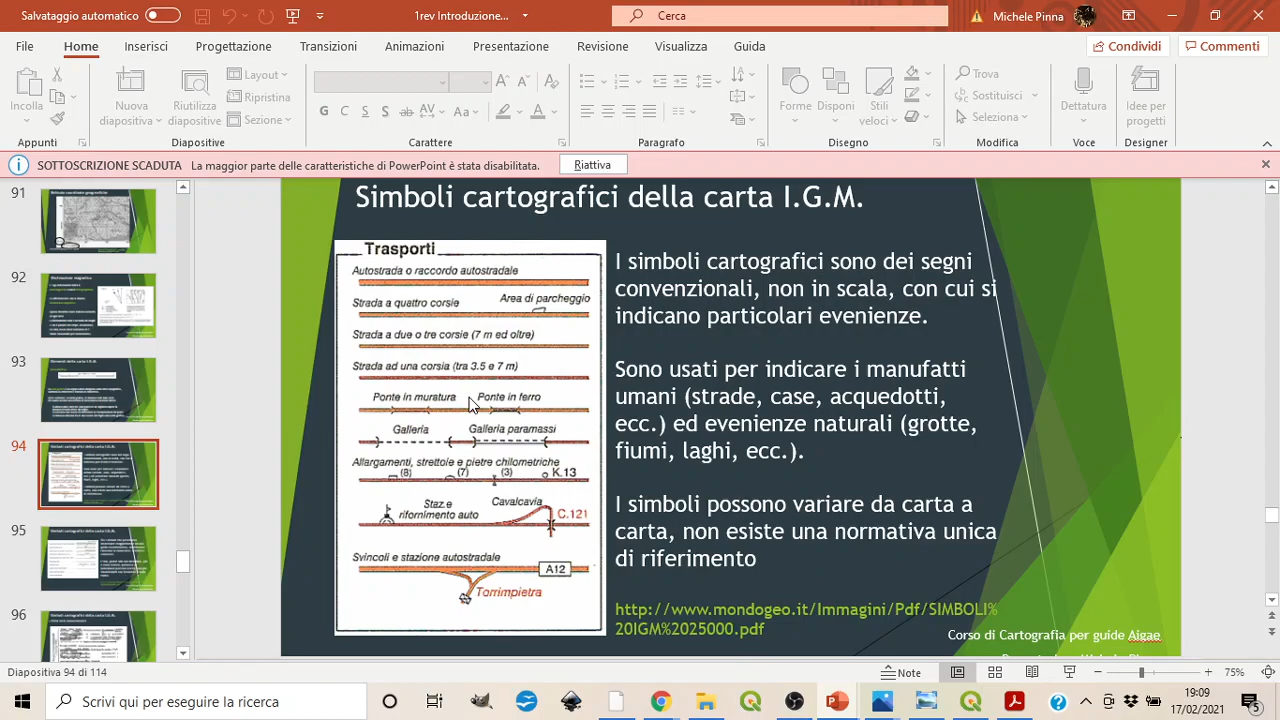 Salvataggio automatico
1rev Introduzione...
Cerca
Michele Pinna
File
Home
Inserisci
Progettazione
Transizioni
Animazioni
Presentazione
Revisione
Visualizza
Guida
Condividi
Commenti
Incolla
Nuova diapositiva
Riutilizza diapositiva
Layout
Ripristina
Sezione
Forme
Disponi
Stili veloci
Trova
Sostituisci
Seleziona
Dettatura
Idee per progetti
Appunti
Diapositive
Carattere
Paragrafo
Disegno
Modifica
Voce
Designer
SOTTOSCRIZIONE SCADUTA La maggior parte delle caratteristiche di PowerPoint è stata disabilitata.
Riattiva
91
92
93
94
95
96
Simboli cartografici della carta I.G.M.
Trasporti
Autostrada o raccordo autostradale
Strada a quattro corsie
Area di parcheggio
Strada a due o tre corsie (7 m ed oltre)
Strada ad una corsia (tra 3.5 e 7 m)
Ponte in muratura
Ponte in ferro
Galleria
Galleria paramassi
Allargamenti, strettoie e pietre chilometriche
(8)
(7)
(3)
K.13
Staz.e
rifornimento auto
Cavalcavia
C.121
Svincoli e stazione autostradale
A12
Torrimpietra
I simboli cartografici sono dei segni
convenzionali, non in scala, con cui si
indicano particolari evenienze.
Sono usati per indicare i manufatti
umani (strade, case, acquedotti,
ecc.) ed evenienze naturali (grotte,
fiumi, laghi, ecc.).
I simboli possono variare da carta a
carta, non esiste una normativa unica
di riferimento
http://www.mondogeo.it/Immagini/Pdf/SIMBOLI%
20IGM%2025000.pdf
Corso di Cartografia per guide Aigae
Diapositiva 94 di 114
Note
75%
Scrivi qui per eseguire la ricerca
19:09
17/02/2021
5